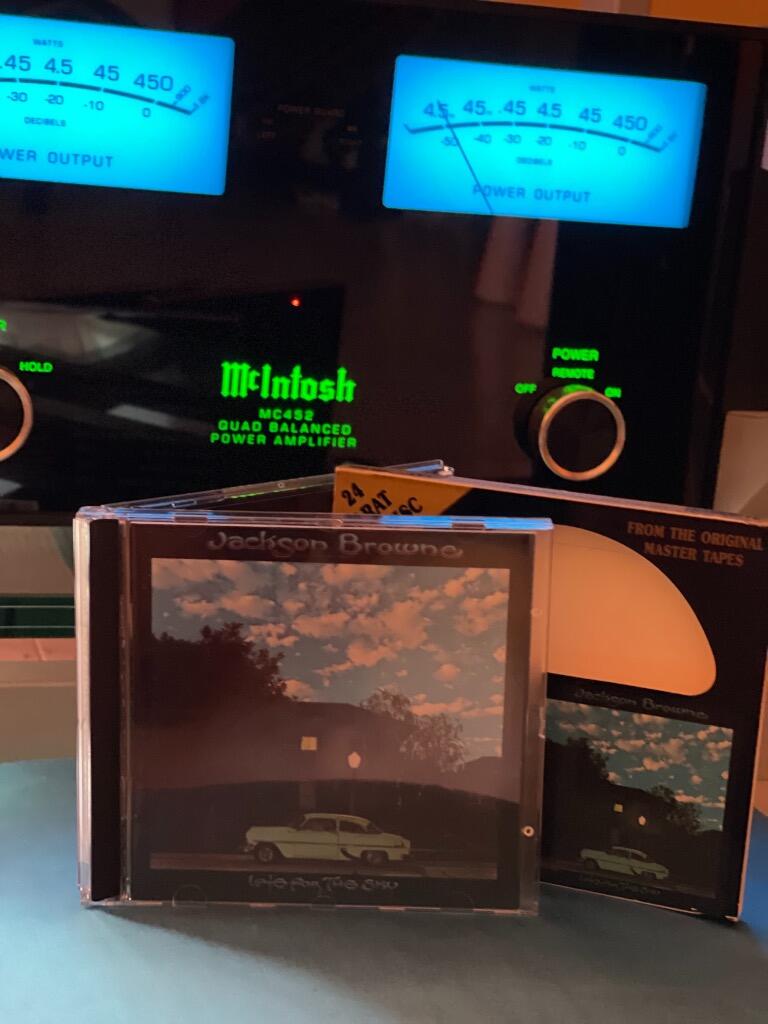 WATTS
.45 4.5 45 450
-30 -20 -10 0
DECIBELS
POWER OUTPUT
WATTS
45 .45 4.5 45 450
-50 -40 -30 -20 -10 0
DECIBELS
POWER OUTPUT
POWER GUARD
HOLD
McIntosh
MC452
QUAD BALANCED
POWER AMPLIFIER
POWER
REMOTE
OFF
ON
24
FROM THE ORIGINAL
MASTER TAPES
Jackson Browne
Late For The Sky
Jackson Browne
Late For The Sky